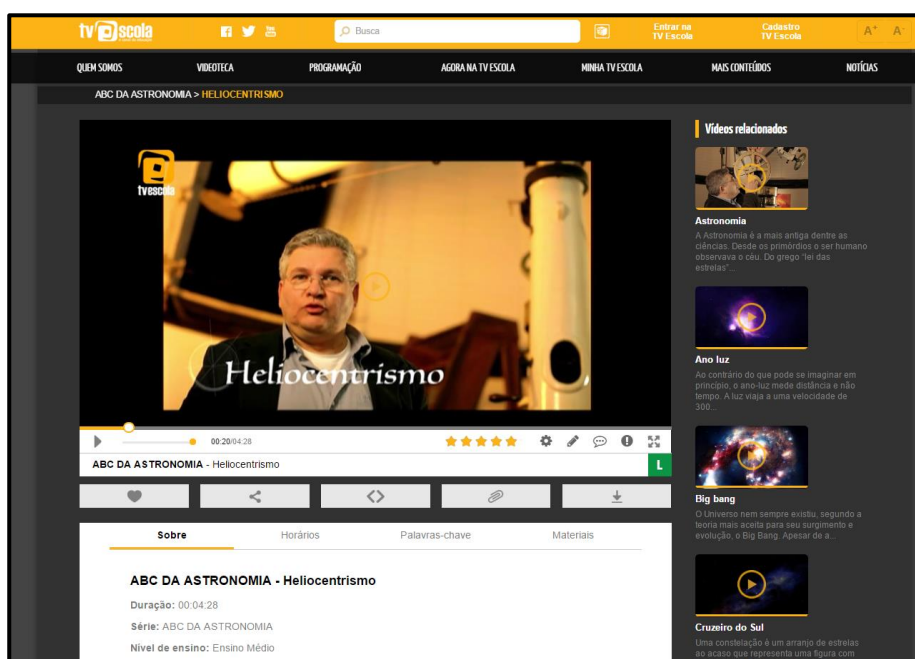 tv escola
Busca
Entrar na
TV Escola
Cadastro
TV Escola
A+ A-
QUEM SOMOS VIDEOTECA PROGRAMAÇÃO AGORA NA TV ESCOLA MINHA TV ESCOLA MAIS CONTEÚDOS NOTÍCIAS
ABC DA ASTRONOMIA > HELIOCENTRISMO
tvescola
Heliocentrismo
00:20/04:28
ABC DA ASTRONOMIA - Heliocentrismo
L
Sobre Horários Palavras-chave Materiais
ABC DA ASTRONOMIA - Heliocentrismo
Duração: 00:04:28
Série: ABC DA ASTRONOMIA
Nível de ensino: Ensino Médio
Vídeos relacionados
Astronomia
A Astronomia é a mais antiga dentre as
ciências. Desde os primórdios o ser humano
observava o céu. Do grego "lei das
estrelas"...
Ano luz
Ao contrário do que pode se imaginar em
princípio, o ano-luz mede distância e não
tempo. A luz viaja a uma velocidade de
300...
Big bang
O Universo nem sempre existiu, segundo a
teoria mais aceita para seu surgimento e
evolução, o Big Bang. Apesar de a...
Cruzeiro do Sul
Uma constelação é um arranjo de estrelas
ao acaso que representa uma figura com